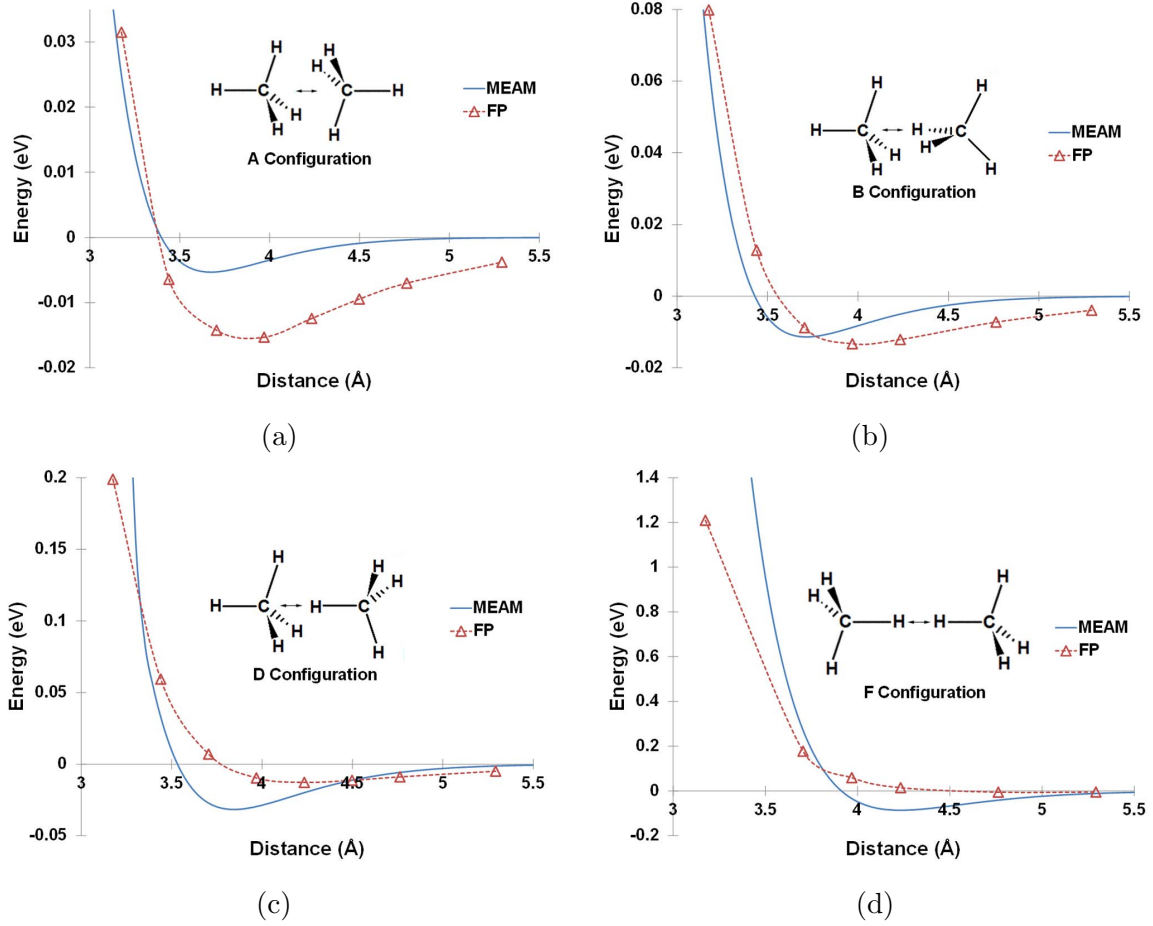 0.03
0.02
0.01
0
-0.01
-0.02
3
3.5
4
4.5
5
5.5
Energy (eV)
Distance (Å)
H
H
H
H
C
H
H
C
H
H
A Configuration
MEAM
FP
(a)
0.08
0.06
0.04
0.02
0
-0.02
3
3.5
4
4.5
5
5.5
Energy (eV)
Distance (Å)
H
H
H
C
H
H
H
C
H
H
B Configuration
MEAM
FP
(b)
0.2
0.15
0.1
0.05
0
-0.05
3
3.5
4
4.5
5
5.5
Energy (eV)
Distance (Å)
H
H
C
H
H
H
C
H
H
H
D Configuration
MEAM
FP
(c)
1.4
1.2
1
0.8
0.6
0.4
0.2
0
-0.2
3
3.5
4
4.5
5
5.5
Energy (eV)
Distance (Å)
H
H
C
H
H
H
C
H
H
H
F Configuration
MEAM
FP
(d)